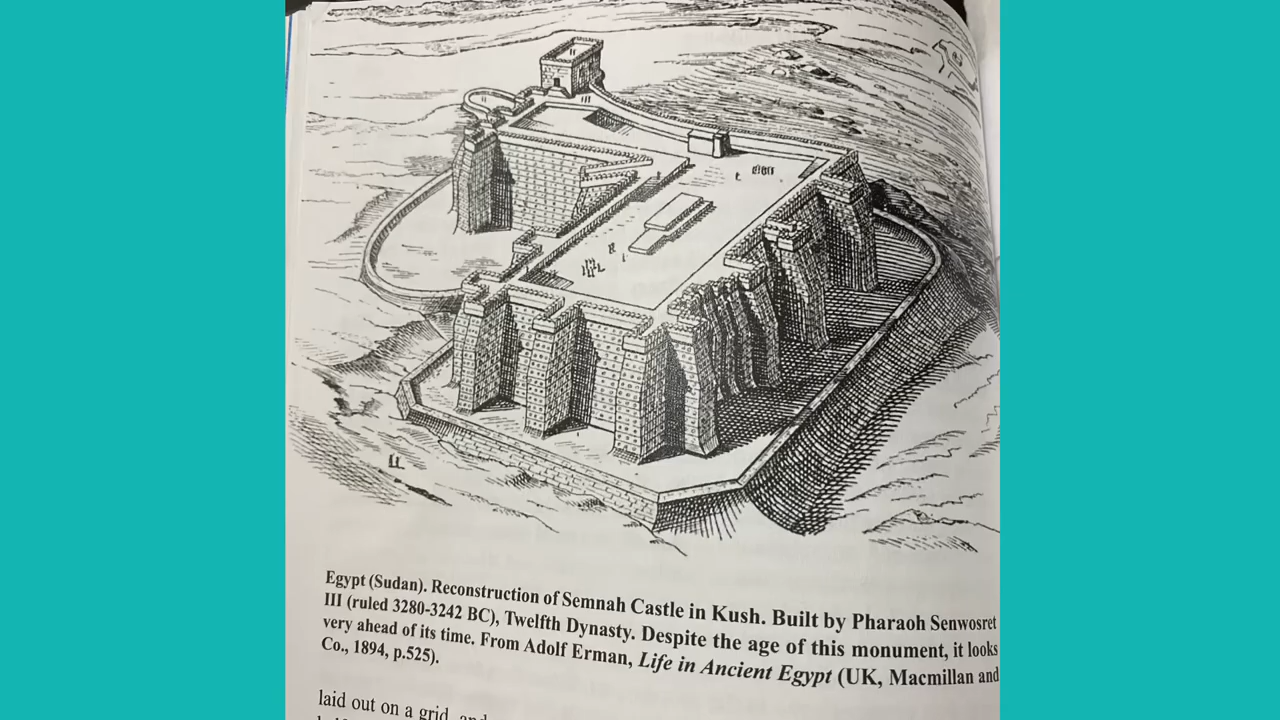 Egypt (Sudan). Reconstruction of Semnah Castle in Kush. Built by Pharaoh Senwosret
III (ruled 3280-3242 BC), Twelfth Dynasty. Despite the age of this monument, it looks
very ahead of its time. From Adolf Erman, Life in Ancient Egypt (UK, Macmillan and
Co., 1894, p.525).
laid out on a grid, and